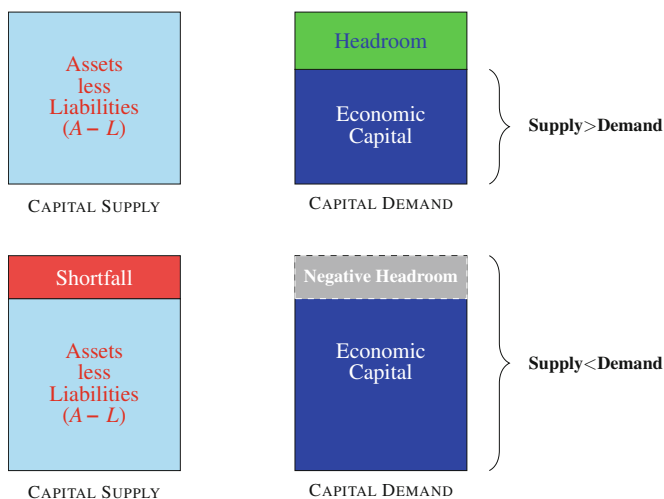 Assets
less
Liabilities
(A − L)
CAPITAL SUPPLY
Headroom
Economic
Capital
CAPITAL DEMAND
Supply>Demand
Shortfall
Assets
less
Liabilities
(A − L)
CAPITAL SUPPLY
Negative Headroom
Economic
Capital
CAPITAL DEMAND
Supply<Demand